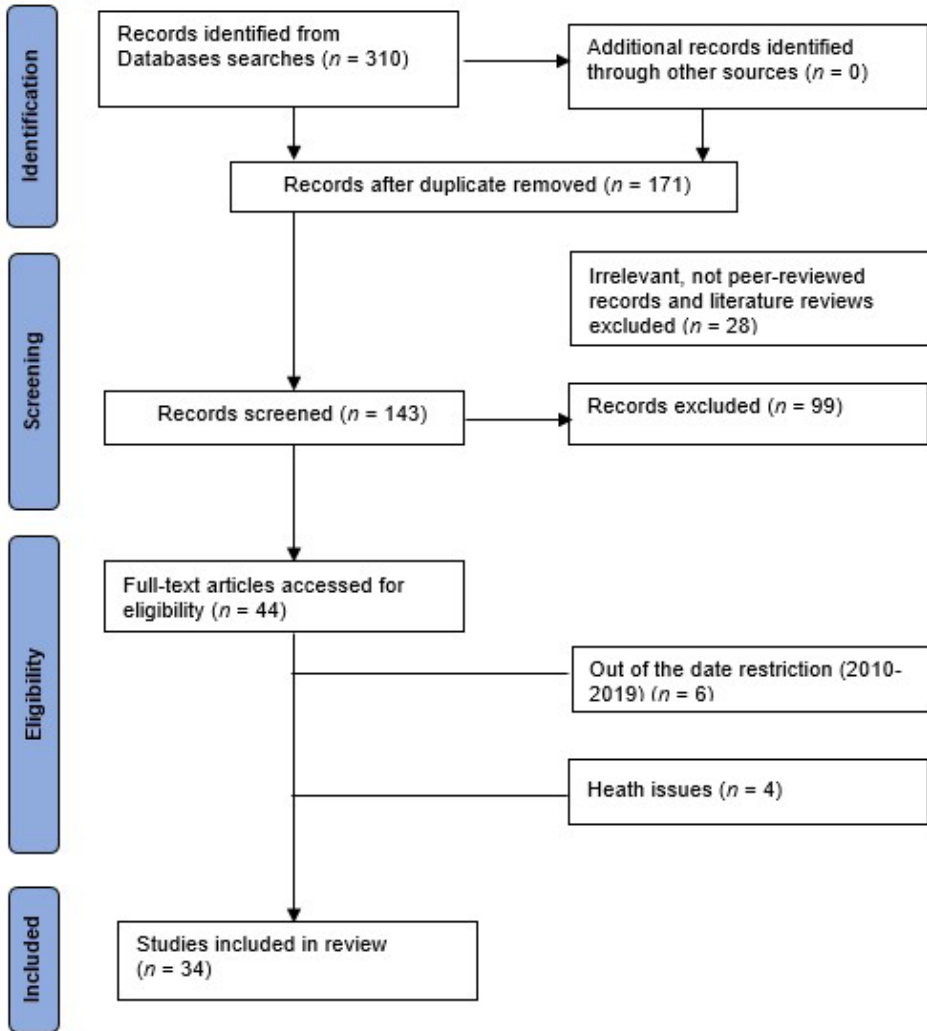 Identification
Records identified from
Databases searches (n = 310)
Additional records identified
through other sources (n = 0)
Records after duplicate removed (n = 171)
Screening
Irrelevant, not peer-reviewed
records and literature reviews
excluded (n = 28)
Records screened (n = 143)
Records excluded (n = 99)
Eligibility
Full-text articles accessed for
eligibility (n = 44)
Out of the date restriction (2010-
2019) (n = 6)
Heath issues (n = 4)
Included
Studies included in review
(n = 34)